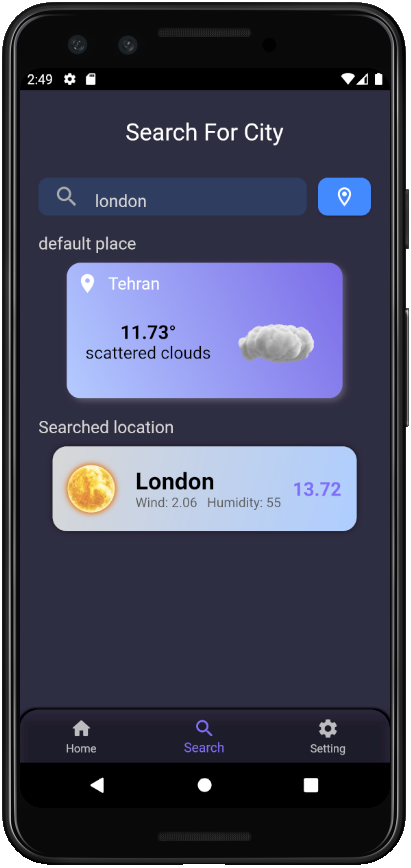 2:49
Search For City
london
default place
Tehran
11.73°
scattered clouds
Searched location
London
13.72
Wind: 2.06 Humidity: 55
Home
Search
Setting